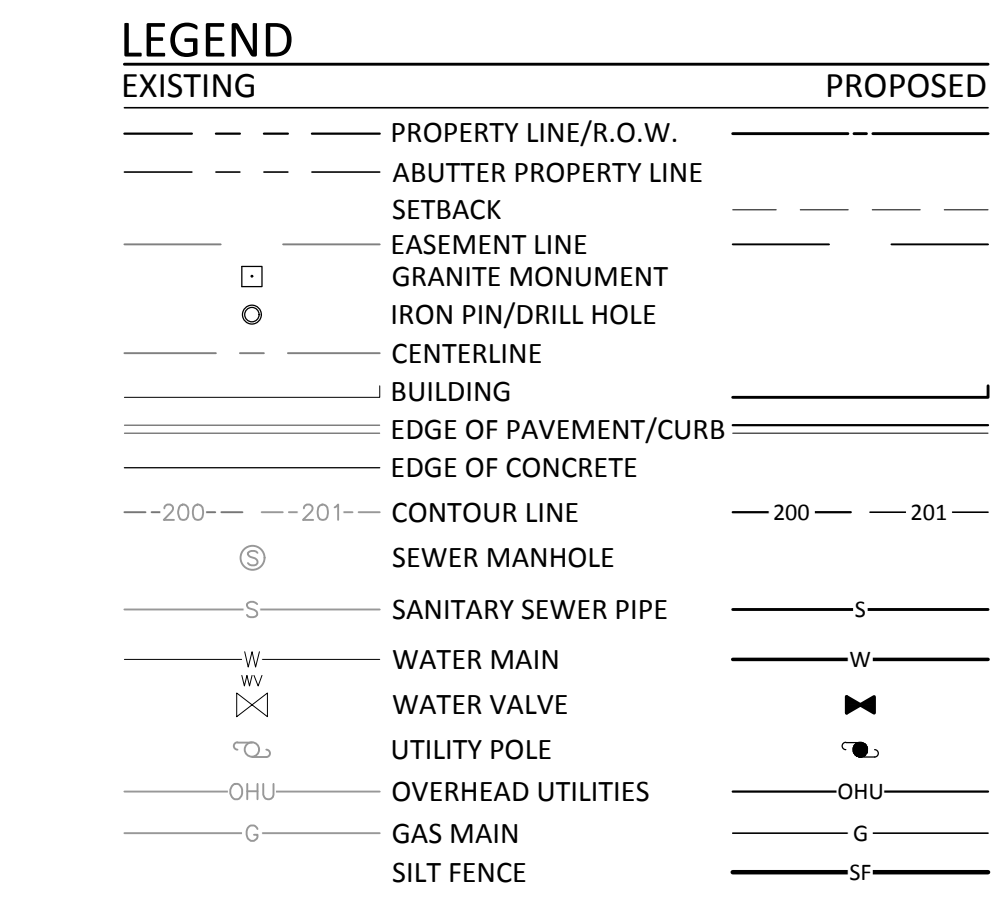 LEGEND
EXISTING PROPOSED
PROPERTY LINE/R.O.W.
ABUTTER PROPERTY LINE
SETBACK
EASEMENT LINE
GRANITE MONUMENT
IRON PIN/DRILL HOLE
CENTERLINE
BUILDING
EDGE OF PAVEMENT/CURB
EDGE OF CONCRETE
200 201 CONTOUR LINE 200 201
S SEWER MANHOLE
S SANITARY SEWER PIPE S
W WATER MAIN W
WV
WATER VALVE
UTILITY POLE
OHU OVERHEAD UTILITIES OHU
G GAS MAIN G
SILT FENCE SF